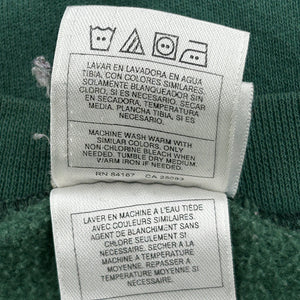 LAVAR EN LAVADORA EN AGUA
TIBIA, CON COLORES SIMILARES.
SOLAMENTE BLANQUEADOR SIN
CLORO, SI ES NECESARIO. SECAR
EN SECADORA, TEMPERATURA
MEDIA. PLANCHA TIBIA, SI ES
NECESARIO.
MACHINE WASH WARM WITH
SIMILAR COLORS. ONLY
NON-CHLORINE BLEACH WHEN
NEEDED. TUMBLE DRY MEDIUM.
WARM IRON IF NEEDED.
RN 84187 CA
LAVER EN MACHINE A L'EAU TIÈDE
AVEC COULEURS SIMILAIRES.
AGENT DE BLANCHIMENT SANS
CHLORE SEULEMENT SI
NÉCESSAIRE. SÉCHER A LA
MACHINE A TEMPÉRATURE
MOYENNE. REPASSER A
TEMPÉRATURE MOYENNE SI
NÉCESSAIRE.